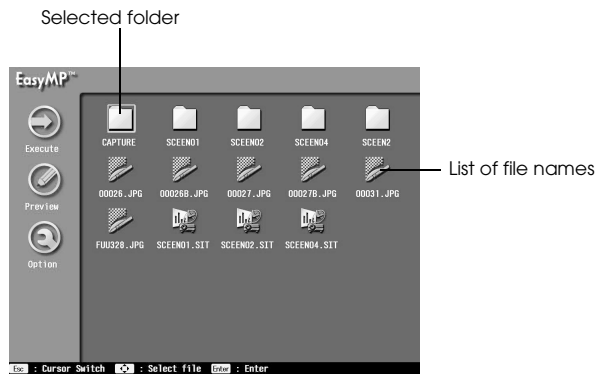 Selected folder
EasyMP™
Execute
Preview
Option
CAPTURE SCEEN01 SCEEN02 SCEEN04 SCEEN2
00026.JPG 00026B.JPG 00027.JPG 00027B.JPG 00031.JPG
List of file names
FUU328.JPG SCEEN01.SIT SCEEN02.SIT SCEEN04.SIT
Esc : Cursor Switch : Select file Enter : Enter